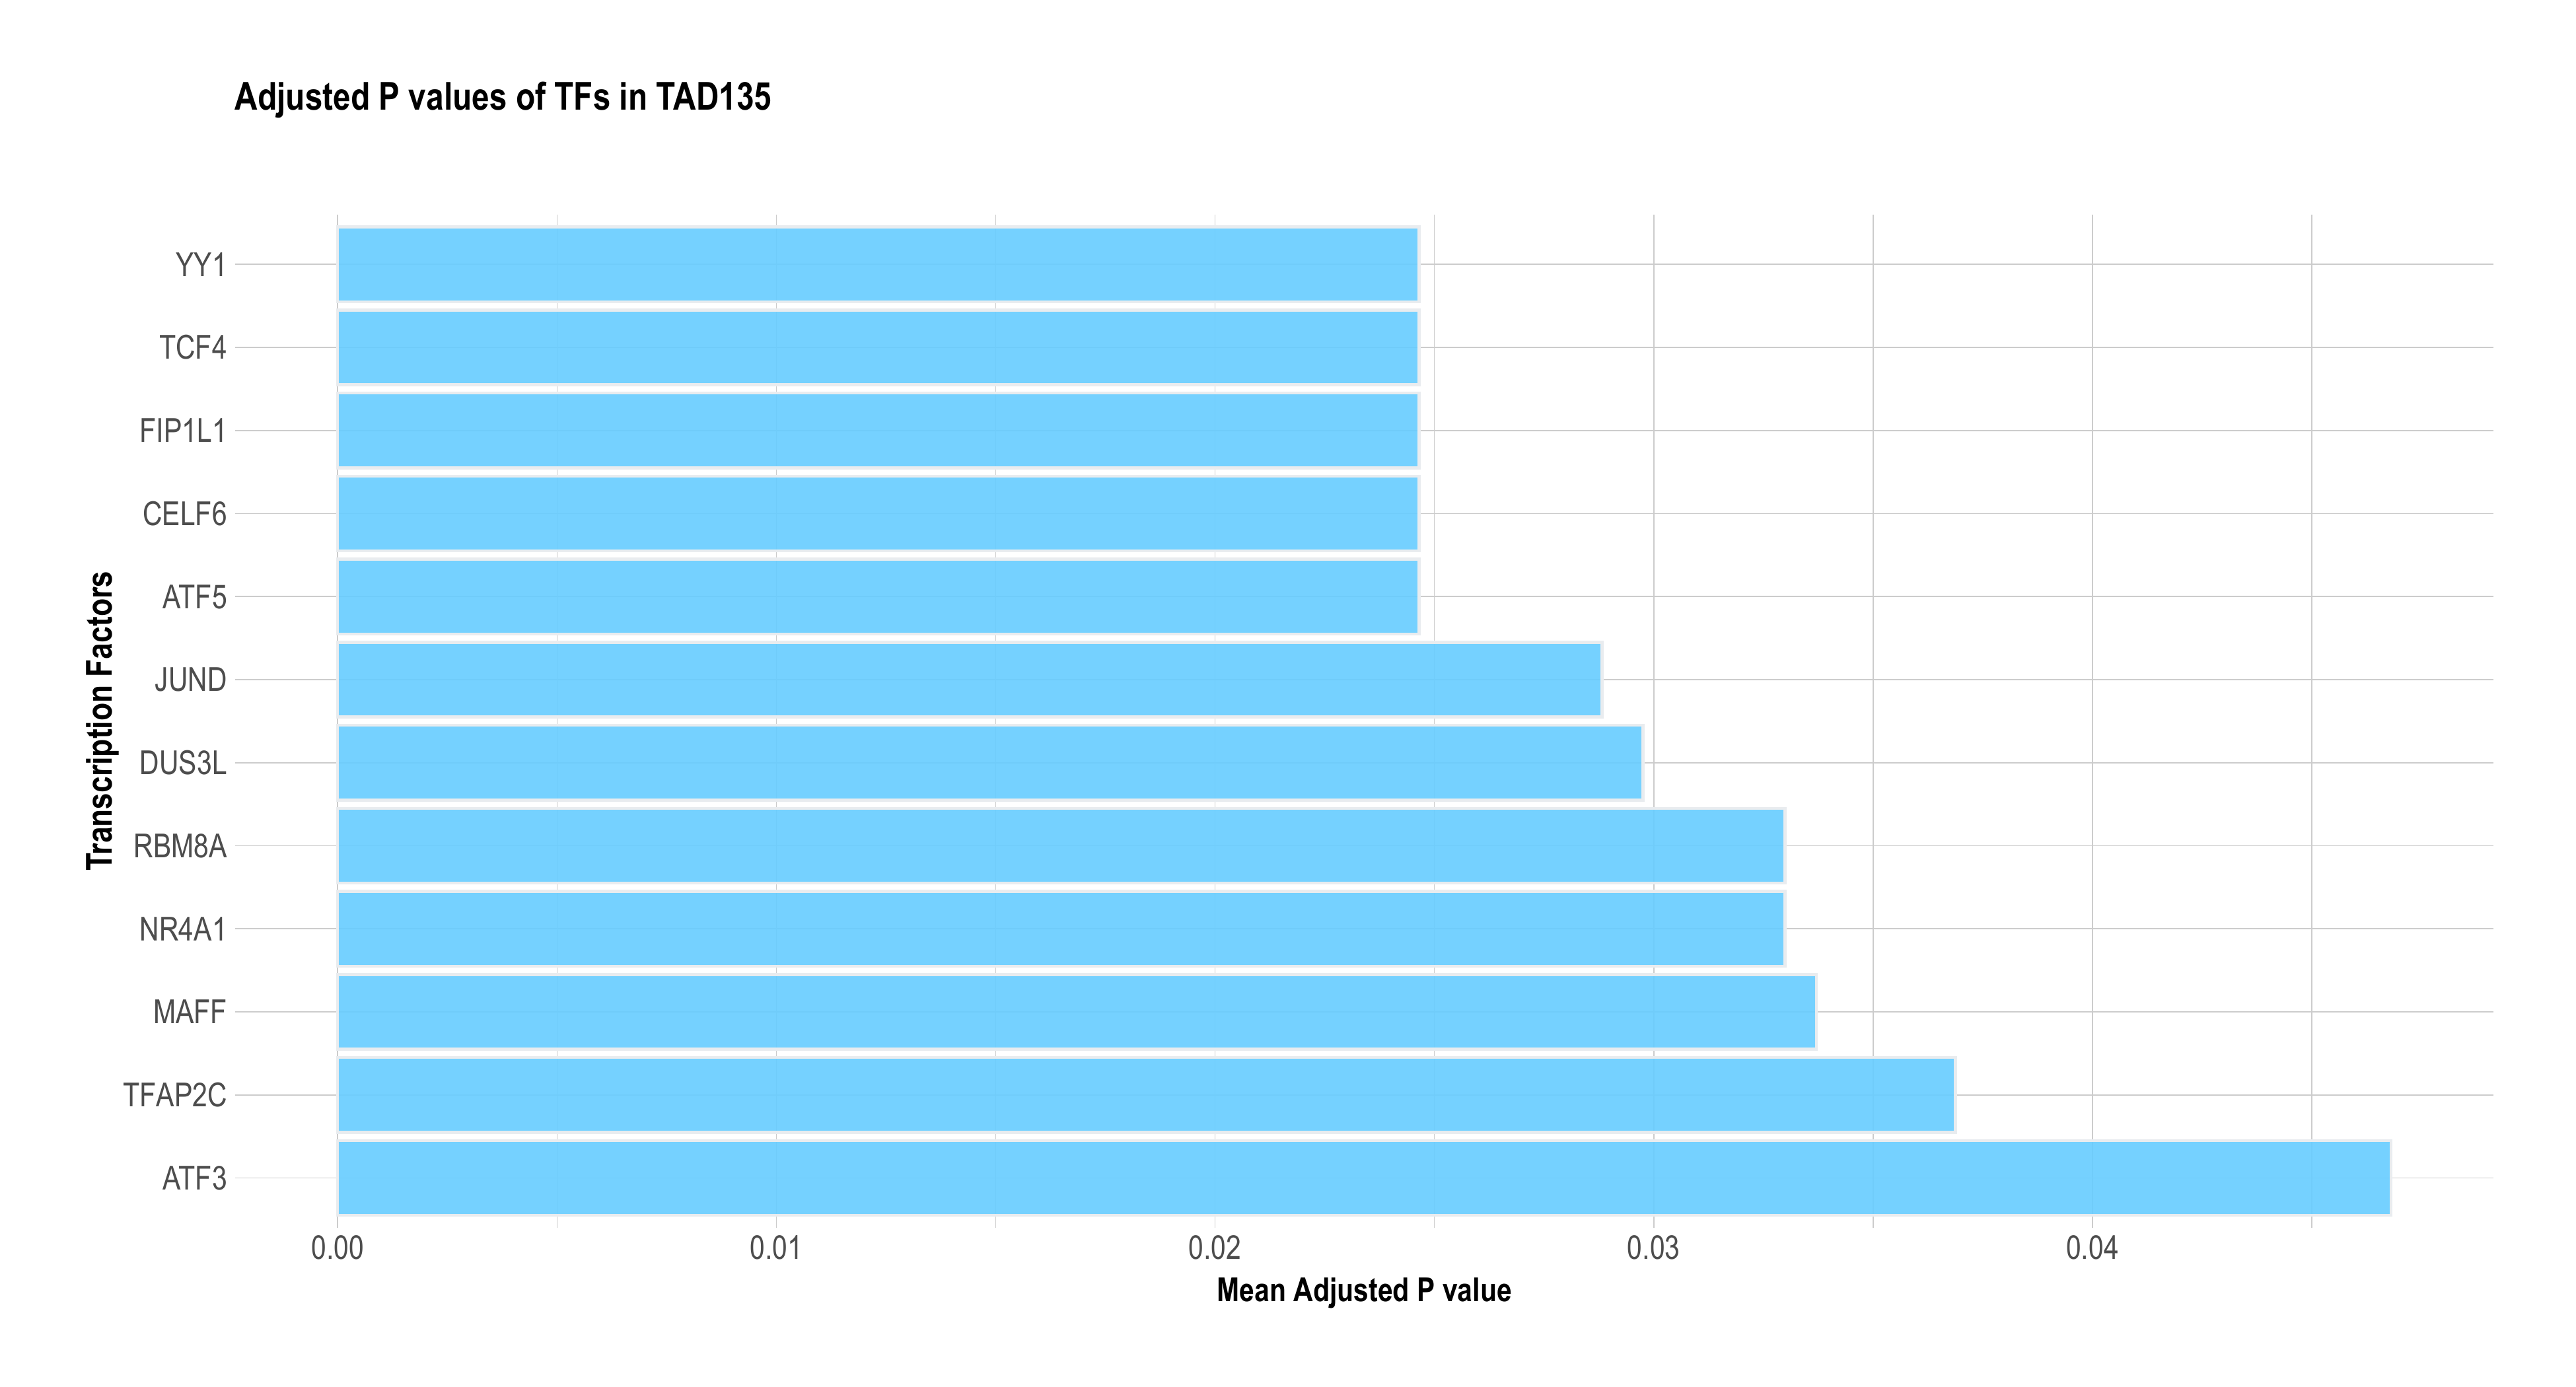 Adjusted P values of TFs in TAD135
Transcription Factors
YY1
TCF4
FIP1L1
CELF6
ATF5
JUND
DUS3L
RBM8A
NR4A1
MAFF
TFAP2C
ATF3
0.00 0.01 0.02 0.03 0.04
Mean Adjusted P value